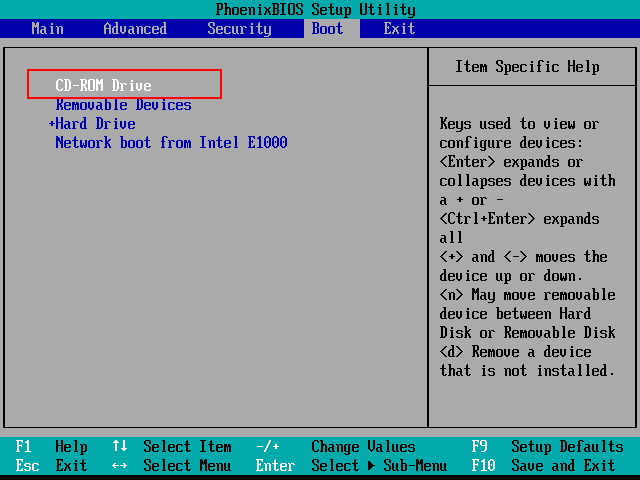 PhoenixBIOS Setup Utility
Main Advanced Security Boot Exit
CD-ROM Drive
Removable Devices
+Hard Drive
Network boot from Intel E1000
Item Specific Help
Keys used to view or
configure devices:
<Enter> expands or
collapses devices with
a + or -
<Ctrl+Enter> expands
all
<+> and <-> moves the
device up or down.
<n> May move removable
device between Hard
Disk or Removable Disk
<d> Remove a device
that is not installed.
F1 Help ↑↓ Select Item -/+ Change Values F9 Setup Defaults
Esc Exit ↔ Select Menu Enter Select ▶ Sub-Menu F10 Save and Exit